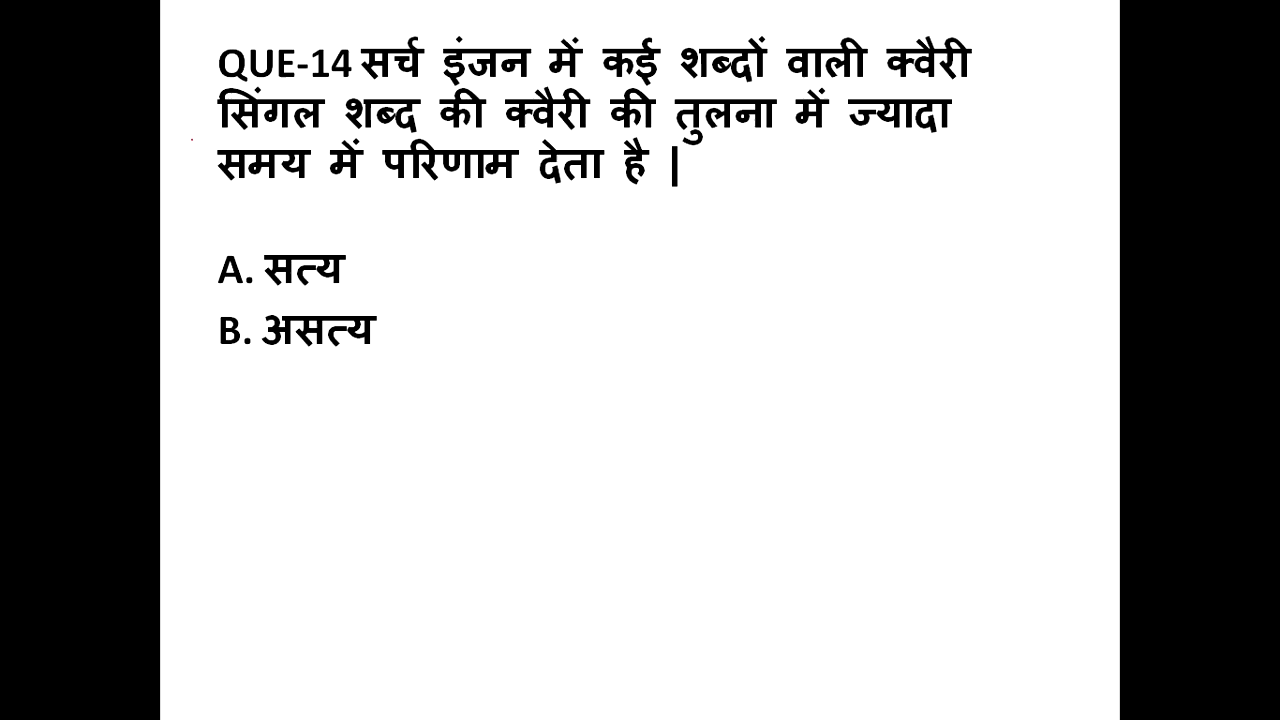 QUE-14 सर्च इंजन में कई शब्दों वाली क्वैरी
सिंगल शब्द की क्वैरी की तुलना में ज्यादा
समय में परिणाम देता है |
A. सत्य
B. असत्य